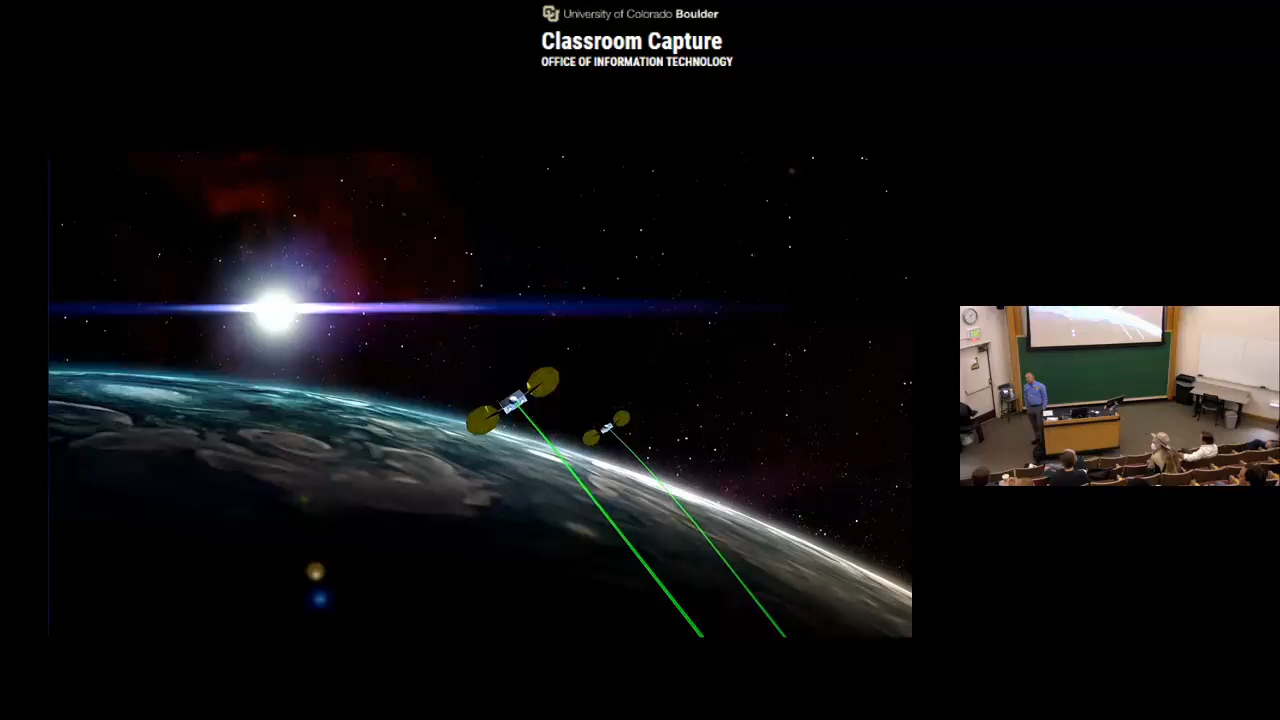 University of Colorado Boulder
Classroom Capture
OFFICE OF INFORMATION TECHNOLOGY